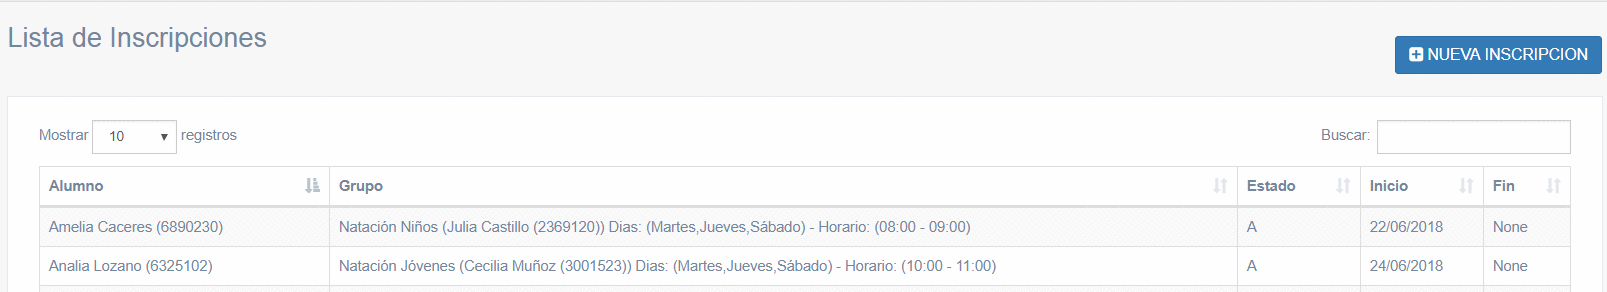 Lista de Inscripciones
NUEVA INSCRIPCION
Mostrar 10 registros
Buscar:
Alumno Grupo Estado Inicio Fin
Amelia Caceres (6890230) Natación Niños (Julia Castillo (2369120)) Dias: (Martes,Jueves,Sábado) - Horario: (08:00 - 09:00) A 22/06/2018 None
Analia Lozano (6325102) Natación Jóvenes (Cecilia Muñoz (3001523)) Dias: (Martes,Jueves,Sábado) - Horario: (10:00 - 11:00) A 24/06/2018 None